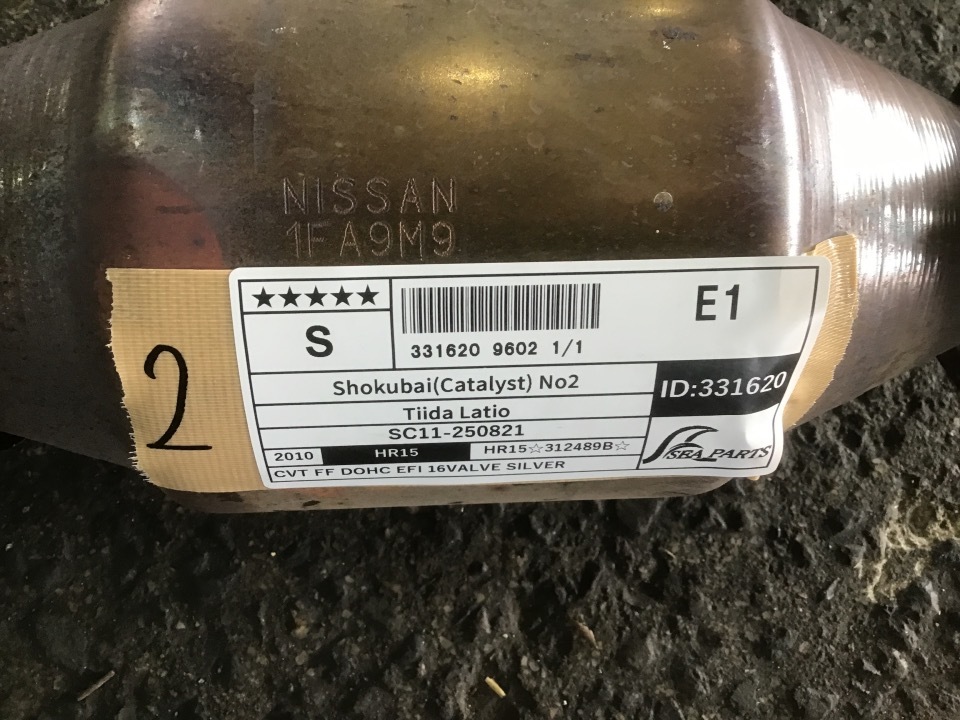 NISSAN
1FA9M9
2
★★★★★
S
331620 9602 1/1
E1
Shokubai(Catalyst) No2
ID:331620
Tiida Latio
SC11-250821
2010 HR15 HR15☆312489B☆
CVT FF DOHC EFI 16VALVE SILVER
SBA PARTS